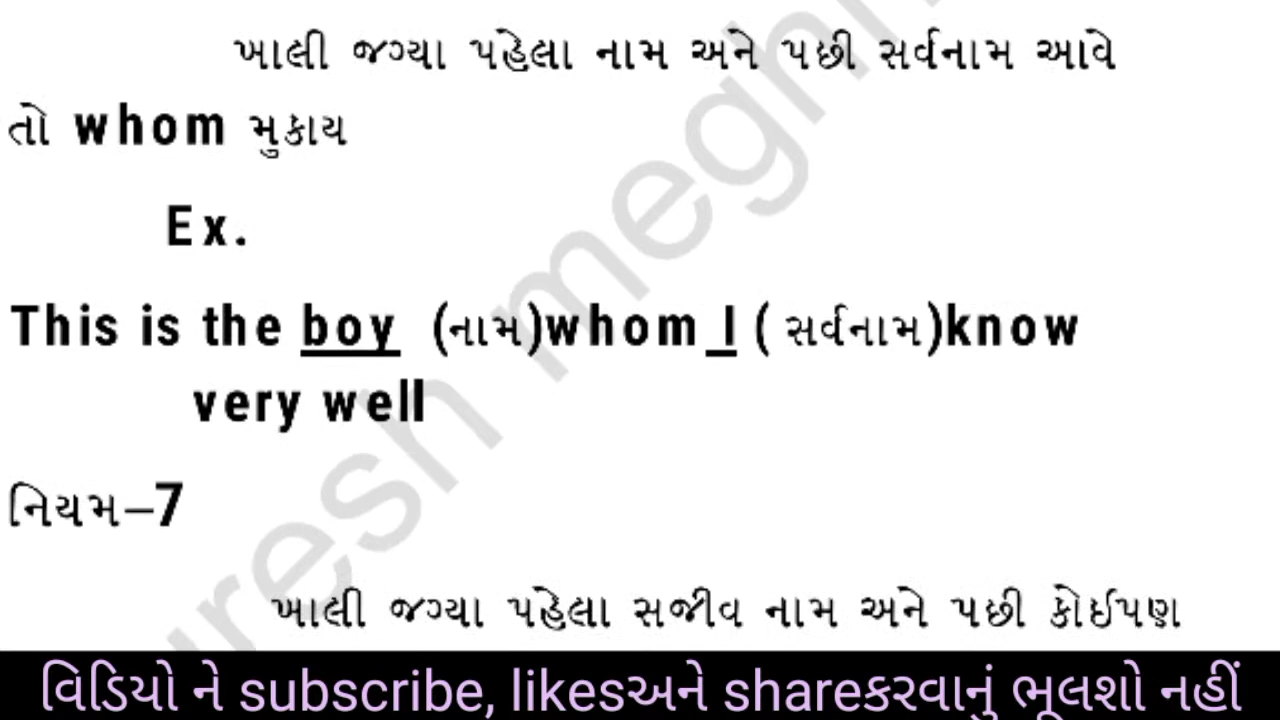 ખાલી જગ્યા પહેલા નામ અને પછી સર્વનામ આવે
તો whom મુકાય
Ex.
This is the boy (નામ)whom I ( સર્વનામ)know
very well
નિયમ–7
ખાલી જગ્યા પહેલા સજીવ નામ અને પછી કોઈપણ
વિડિયો ને subscribe, likesઅને shareકરવાનું ભૂલશો નહીં